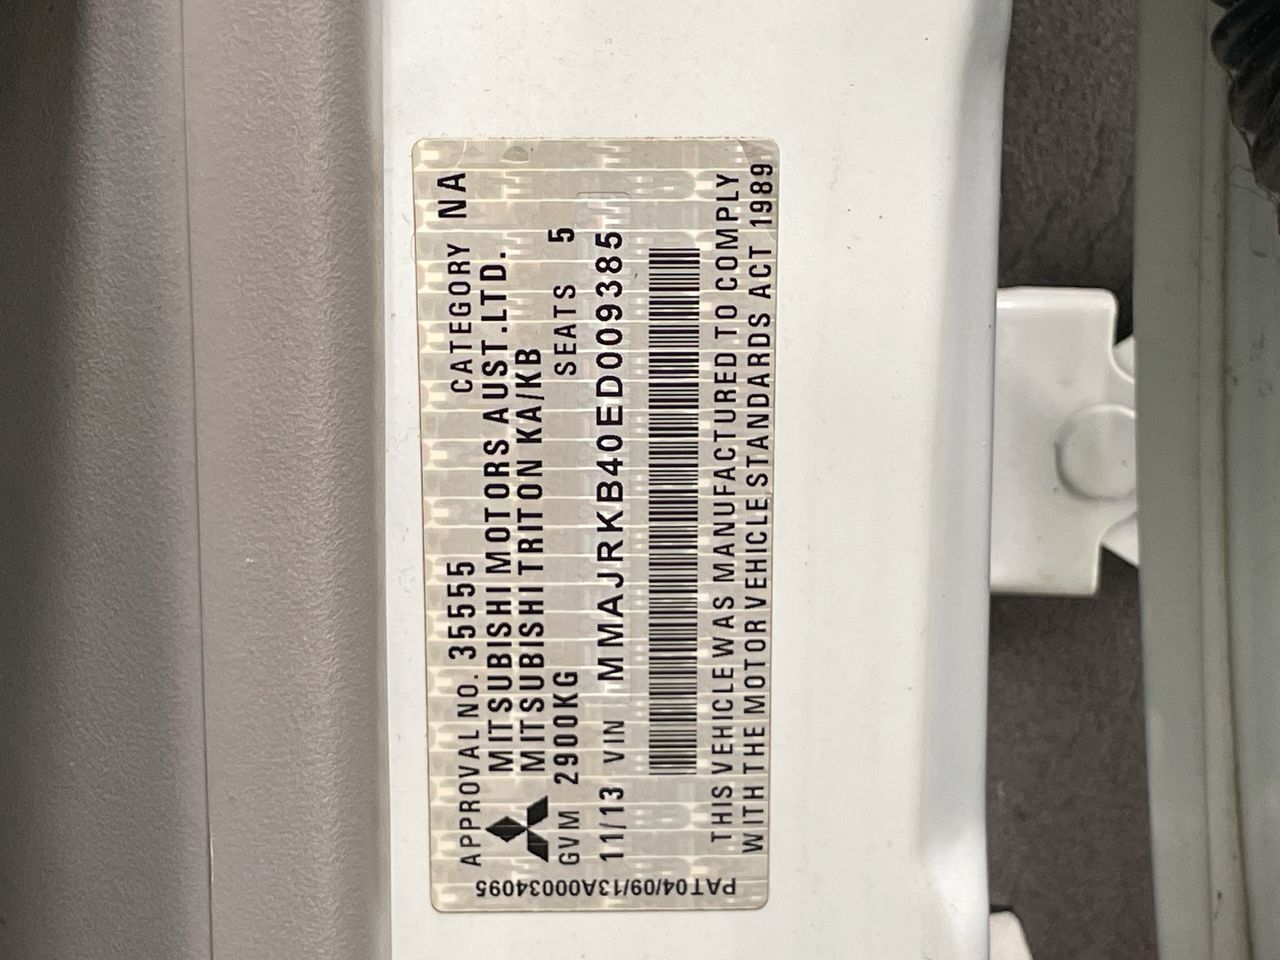 APPROVAL NO. 35555 CATEGORY NA
MITSUBISHI MOTORS AUST.LTD.
MITSUBISHI TRITON KA/KB
GVM 2900KG SEATS 5
11/13 VIN MMAJRKB40ED009385
THIS VEHICLE WAS MANUFACTURED TO COMPLY
WITH THE MOTOR VEHICLE STANDARDS ACT 1989
PAT04/09/13A00034095